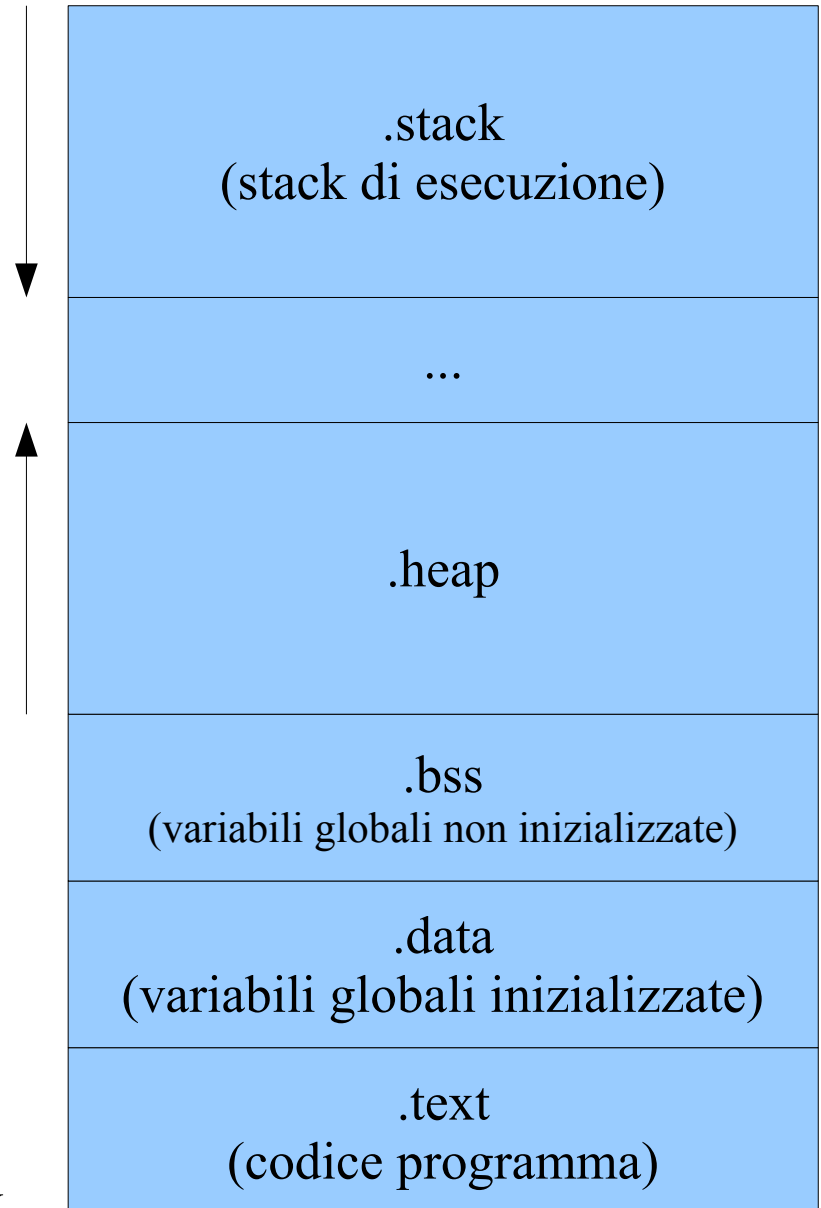 .stack
(stack di esecuzione)
...
.heap
.bss
(variabili globali non inizializzate)
.data
(variabili globali inizializzate)
.text
(codice programma)